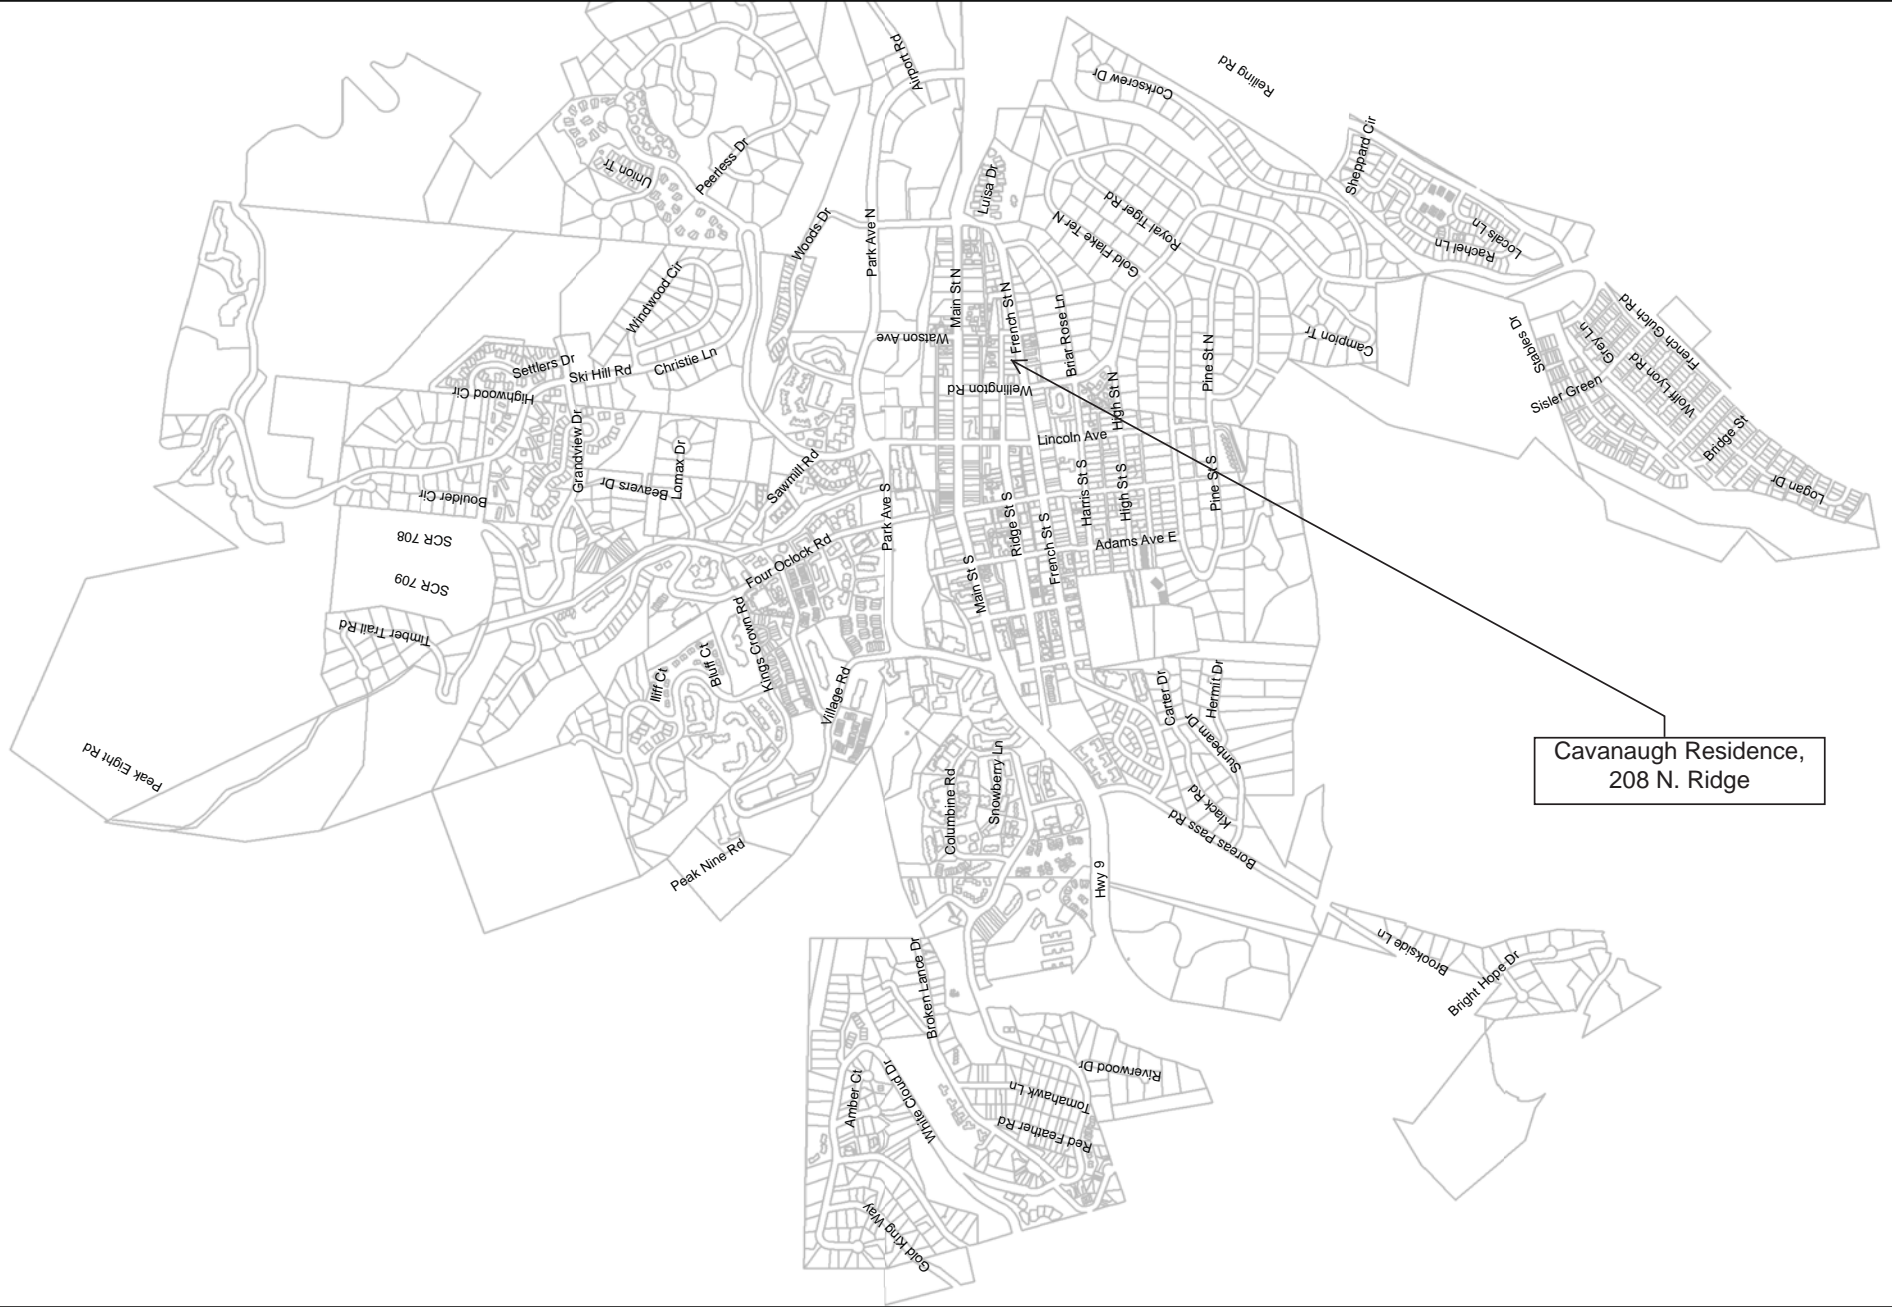 Airport Rd
Corkscrew Dr
Reiling Rd
Sheppard Cir
Union Tr
Peerless Dr
Luisa Dr
Royal Tiger Rd
Gold Flake Ter N
Locals Ln
Rachel Ln
Woods Dr
Park Ave N
Main St N
French St N
Windwood Cir
Briar Rose Ln
Watson Ave
Pine St N
Campion Tr
Stables Dr
Grey Ln
French Gulch Rd
Wolff Lyon Rd
Sisler Green
Bridge St
Logan Dr
Settlers Dr
Ski Hill Rd
Christie Ln
Highwood Cir
Wellington Rd
High St N
Lincoln Ave
Grandview Dr
Lomax Dr
Beavers Dr
Sawmill Rd
Boulder Cir
Park Ave S
Ridge St S
French St S
Harris St S
High St S
Pine St S
Adams Ave E
SCR 708
SCR 709
Four Oclock Rd
Main St S
Timber Trail Rd
Kings Crown Rd
Bluff Ct
Iliff Ct
Village Rd
Carter Dr
Hermit Dr
Sunbeam Dr
Peak Eight Rd
Cavanaugh Residence,
208 N. Ridge
Snowberry Ln
Columbine Rd
Klack Rd
Boreas Pass Rd
Peak Nine Rd
Hwy 9
Broken Lance Dr
Brookside Ln
Bright Hope Dr
Riverwood Dr
Tomahawk Ln
Red Feather Rd
Amber Ct
White Cloud Dr
Gold King Way